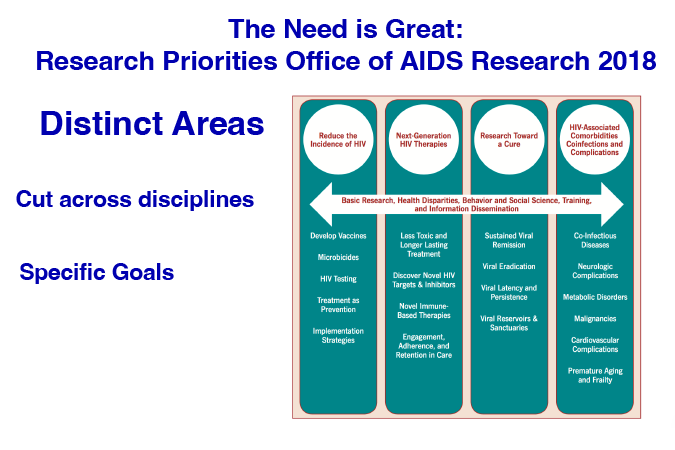 The Need is Great:
Research Priorities Office of AIDS Research 2018
Distinct Areas
Cut across disciplines
Specific Goals
Reduce the
Incidence of HIV
Next-Generation
HIV Therapies
Research Toward
a Cure
HIV-Associated
Comorbidities
Coinfections and
Complications
Basic Research, Health Disparities, Behavior and Social Science, Training,
and Information Dissemination
Develop Vaccines
Microbicides
HIV Testing
Treatment as
Prevention
Implementation
Strategies
Less Toxic and
Longer Lasting
Treatment
Discover Novel HIV
Targets & Inhibitors
Novel Immune-
Based Therapies
Engagement,
Adherence, and
Retention in Care
Sustained Viral
Remission
Viral Eradication
Viral Latency and
Persistence
Viral Reservoirs &
Sanctuaries
Co-Infectious
Diseases
Neurologic
Complications
Metabolic Disorders
Malignancies
Cardiovascular
Complications
Premature Aging
and Frailty